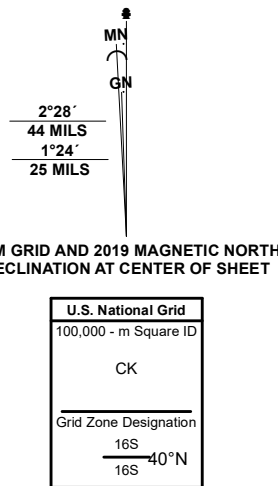 MN
GN
2°28´
44 MILS
1°24´
25 MILS
M GRID AND 2019 MAGNETIC NORTH
ECLINATION AT CENTER OF SHEET
U.S. National Grid
100,000 - m Square ID
CK
Grid Zone Designation
16S
40°N
16S